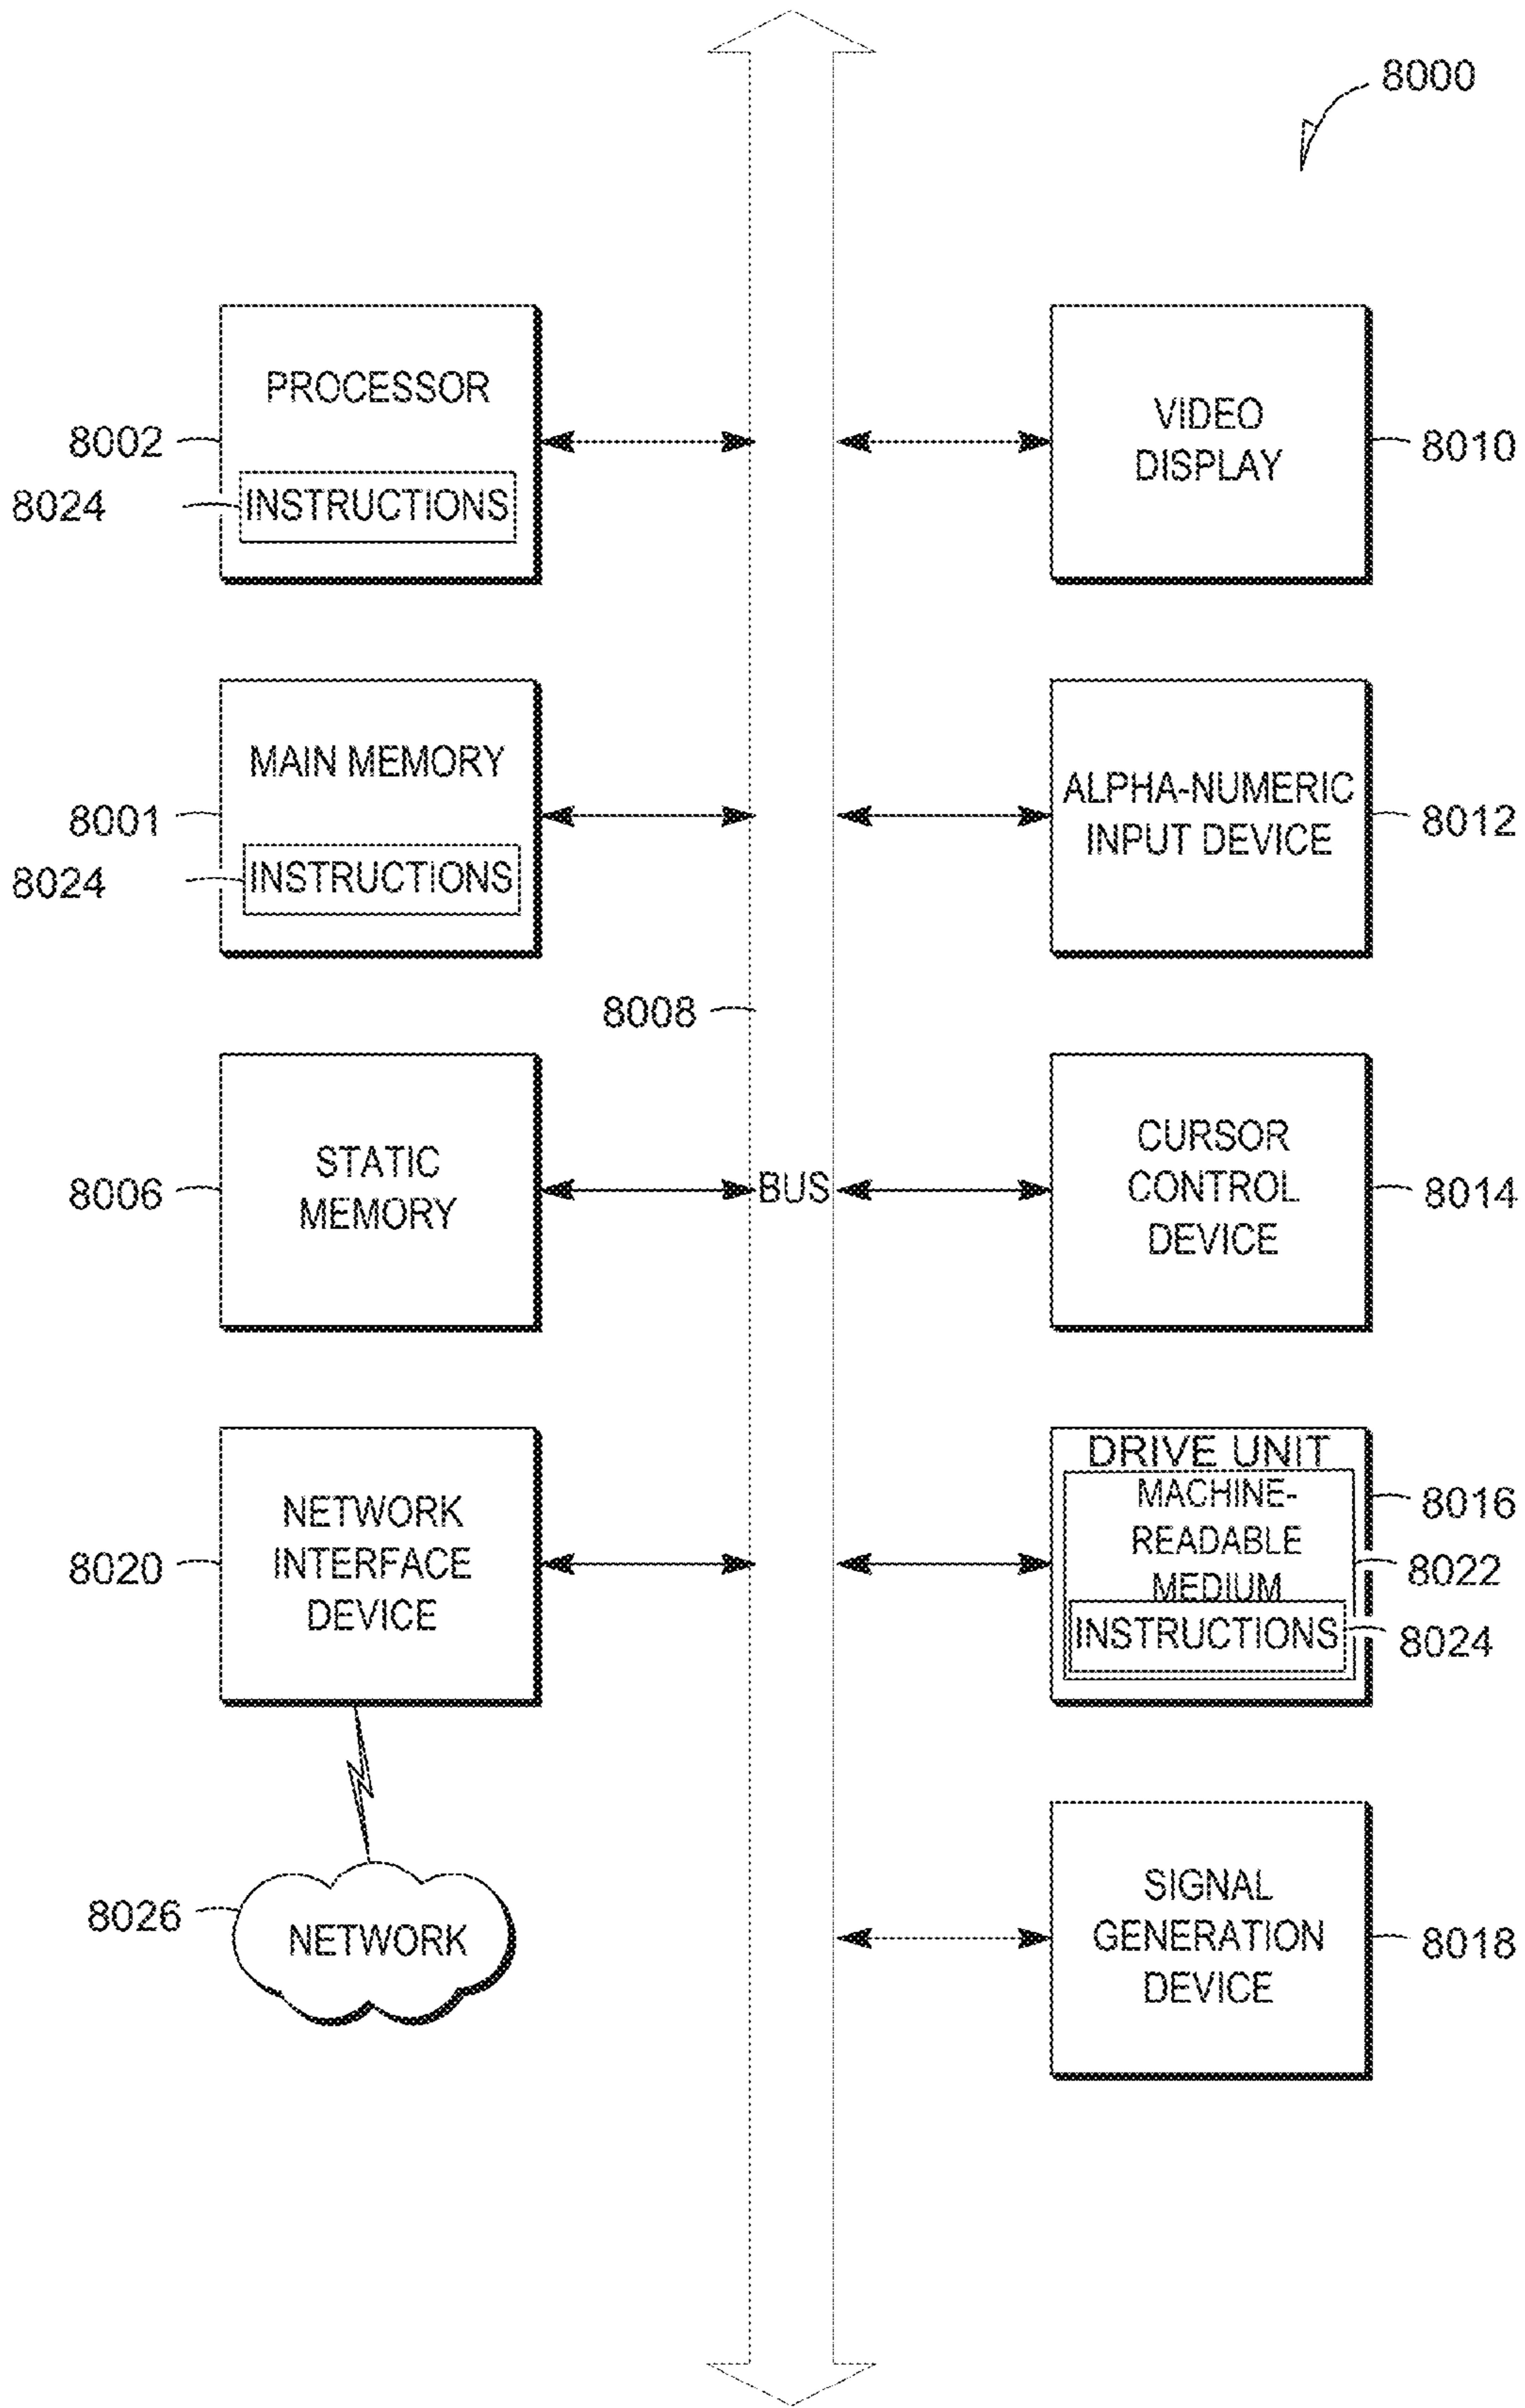 8000
PROCESSOR
8002
8024
INSTRUCTIONS
VIDEO
DISPLAY
8010
MAIN MEMORY
8001
8024
INSTRUCTIONS
ALPHA-NUMERIC
INPUT DEVICE
8012
8008
BUS
STATIC
MEMORY
8006
CURSOR
CONTROL
DEVICE
8014
NETWORK
INTERFACE
DEVICE
8020
DRIVE UNIT
MACHINE-
READABLE
MEDIUM
INSTRUCTIONS
8016
8022
8024
8026
NETWORK
SIGNAL
GENERATION
DEVICE
8018